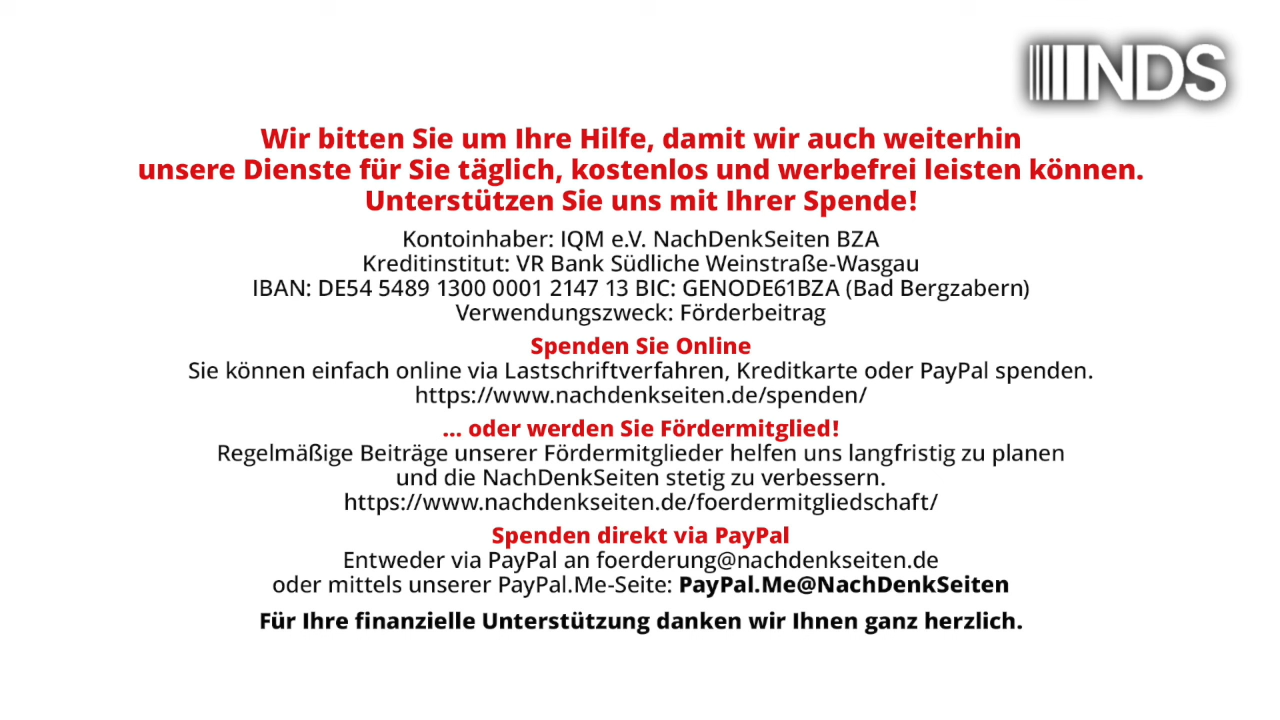 NDS
Wir bitten Sie um Ihre Hilfe, damit wir auch weiterhin
unsere Dienste für Sie täglich, kostenlos und werbefrei leisten können.
Unterstützen Sie uns mit Ihrer Spende!
Kontoinhaber: IQM e.V. NachDenkSeiten BZA
Kreditinstitut: VR Bank Südliche Weinstraße-Wasgau
IBAN: DE54 5489 1300 0001 2147 13 BIC: GENODE61BZA (Bad Bergzabern)
Verwendungszweck: Förderbeitrag
Spenden Sie Online
Sie können einfach online via Lastschriftverfahren, Kreditkarte oder PayPal spenden.
https://www.nachdenkseiten.de/spenden/
... oder werden Sie Fördermitglied!
Regelmäßige Beiträge unserer Fördermitglieder helfen uns langfristig zu planen
und die NachDenkSeiten stetig zu verbessern.
https://www.nachdenkseiten.de/foerdermitgliedschaft/
Spenden direkt via PayPal
Entweder via PayPal an foerderung@nachdenkseiten.de
oder mittels unserer PayPal.Me-Seite: PayPal.Me@NachDenkSeiten
Für Ihre finanzielle Unterstützung danken wir Ihnen ganz herzlich.